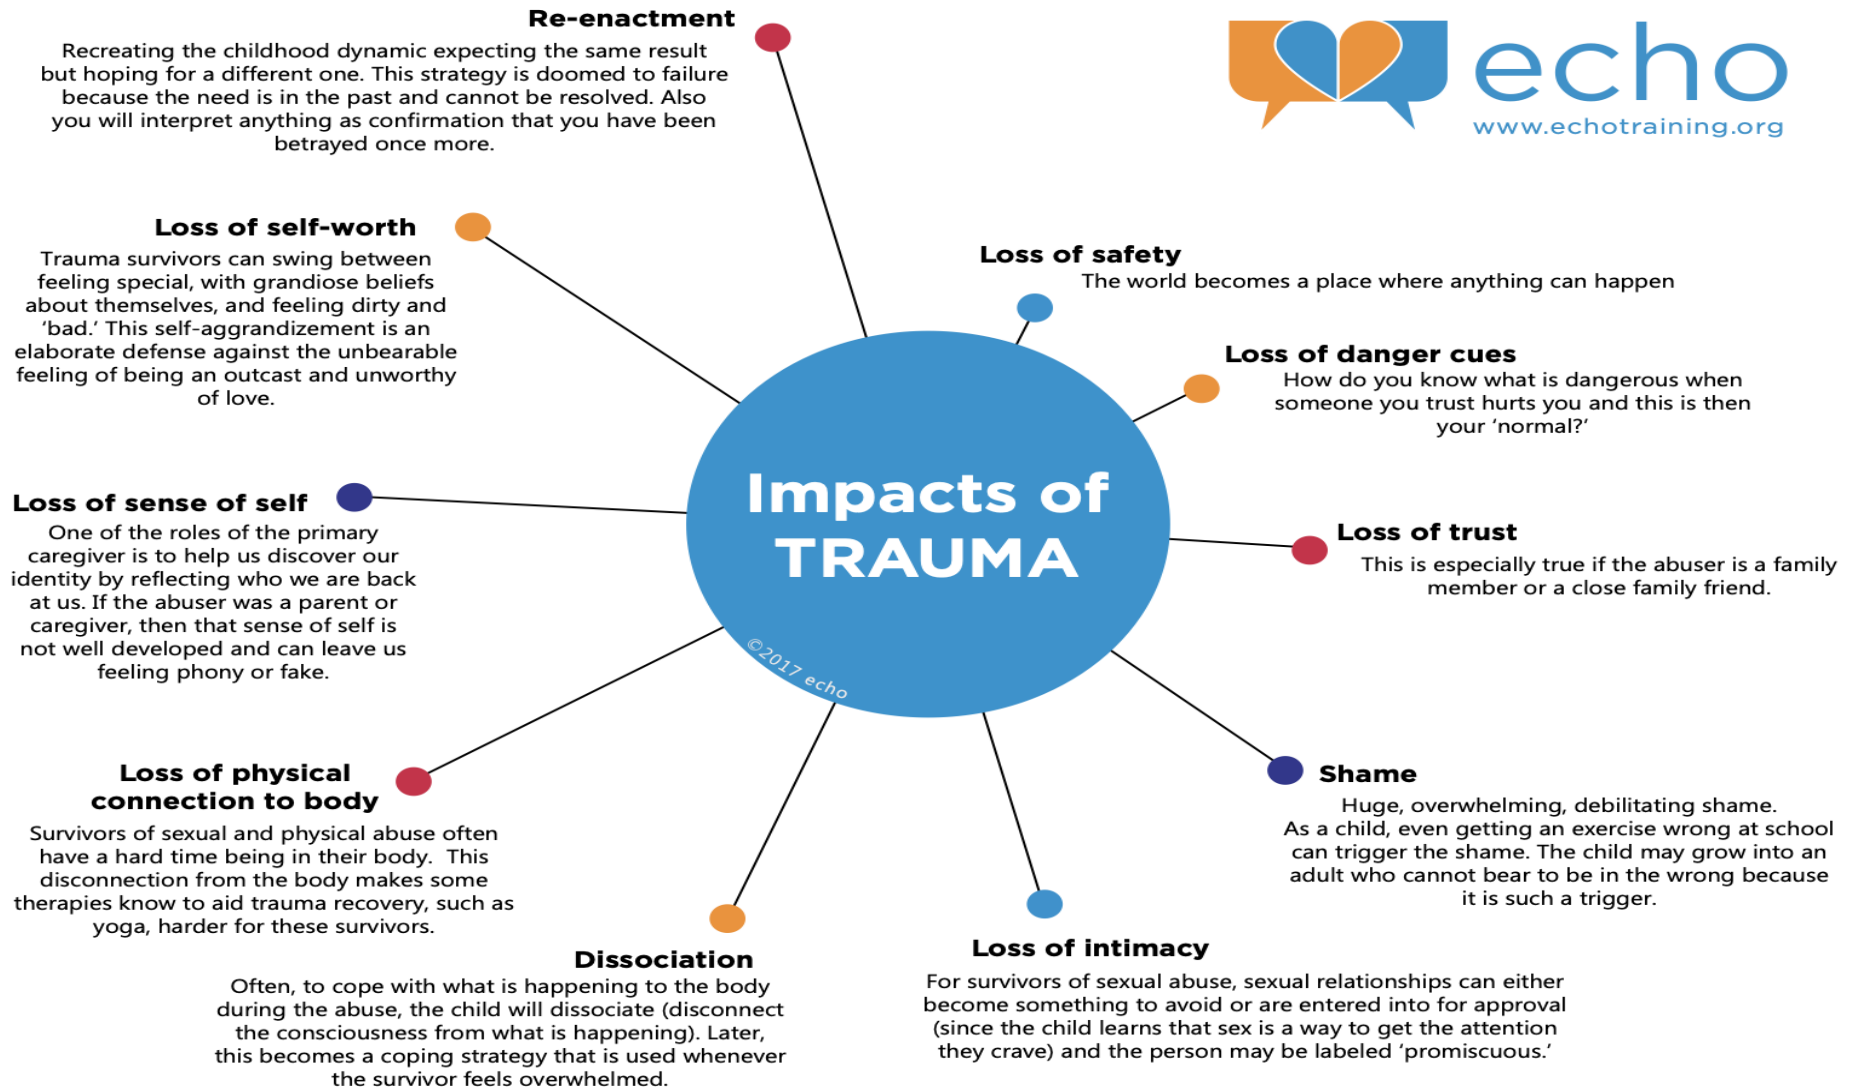 Re-enactment
Recreating the childhood dynamic expecting the same result
but hoping for a different one. This strategy is doomed to failure
because the need is in the past and cannot be resolved. Also
you will interpret anything as confirmation that you have been
betrayed once more.
echo
www.echotraining.org
Loss of self-worth
Trauma survivors can swing between
feeling special, with grandiose beliefs
about themselves, and feeling dirty and
‘bad.’ This self-aggrandizement is an
elaborate defense against the unbearable
feeling of being an outcast and unworthy
of love.
Loss of safety
The world becomes a place where anything can happen
Loss of danger cues
How do you know what is dangerous when
someone you trust hurts you and this is then
your ‘normal?‘
Impacts of
TRAUMA
©2017 echo
Loss of sense of self
One of the roles of the primary
caregiver is to help us discover our
identity by reflecting who we are back
at us. If the abuser was a parent or
caregiver, then that sense of self is
not well developed and can leave us
feeling phony or fake.
Loss of trust
This is especially true if the abuser is a family
member or a close family friend.
Loss of physical
connection to body
Survivors of sexual and physical abuse often
have a hard time being in their body.  This
disconnection from the body makes some
therapies know to aid trauma recovery, such as
yoga, harder for these survivors.
Shame
Huge, overwhelming, debilitating shame.
As a child, even getting an exercise wrong at school
can trigger the shame. The child may grow into an
adult who cannot bear to be in the wrong because
it is such a trigger.
Dissociation
Often, to cope with what is happening to the body
during the abuse, the child will dissociate (disconnect
the consciousness from what is happening). Later,
this becomes a coping strategy that is used whenever
the survivor feels overwhelmed.
Loss of intimacy
For survivors of sexual abuse, sexual relationships can either
become something to avoid or are entered into for approval
(since the child learns that sex is a way to get the attention
they crave) and the person may be labeled ‘promiscuous.’